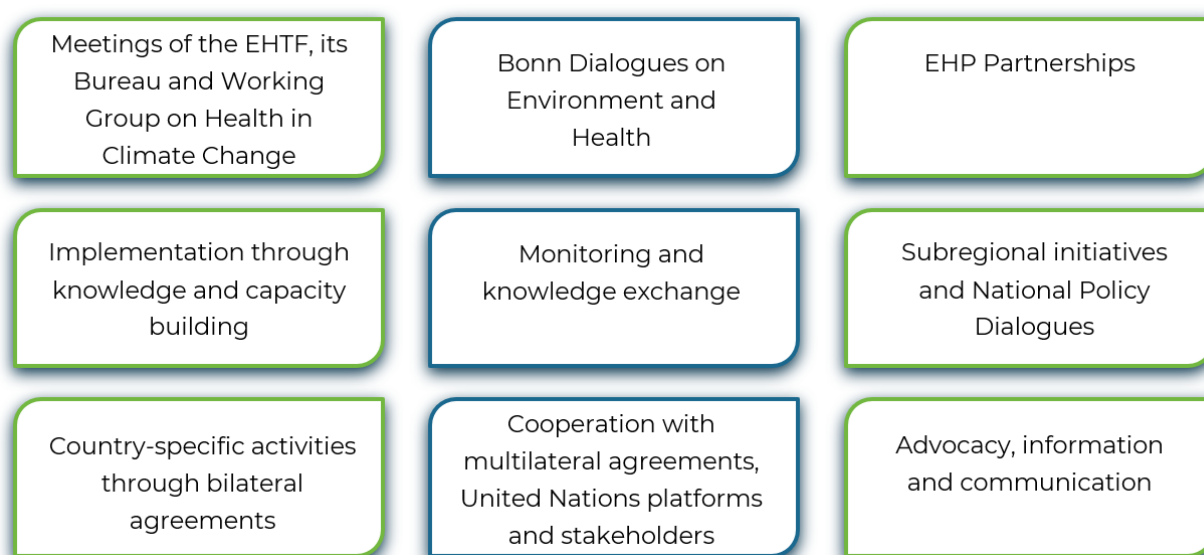 Meetings of the EHTF, its
Bureau and Working
Group on Health in
Climate Change
Bonn Dialogues on
Environment and
Health
EHP Partnerships
Implementation through
knowledge and capacity
building
Monitoring and
knowledge exchange
Subregional initiatives
and National Policy
Dialogues
Country-specific activities
through bilateral
agreements
Cooperation with
multilateral agreements,
United Nations platforms
and stakeholders
Advocacy, information
and communication